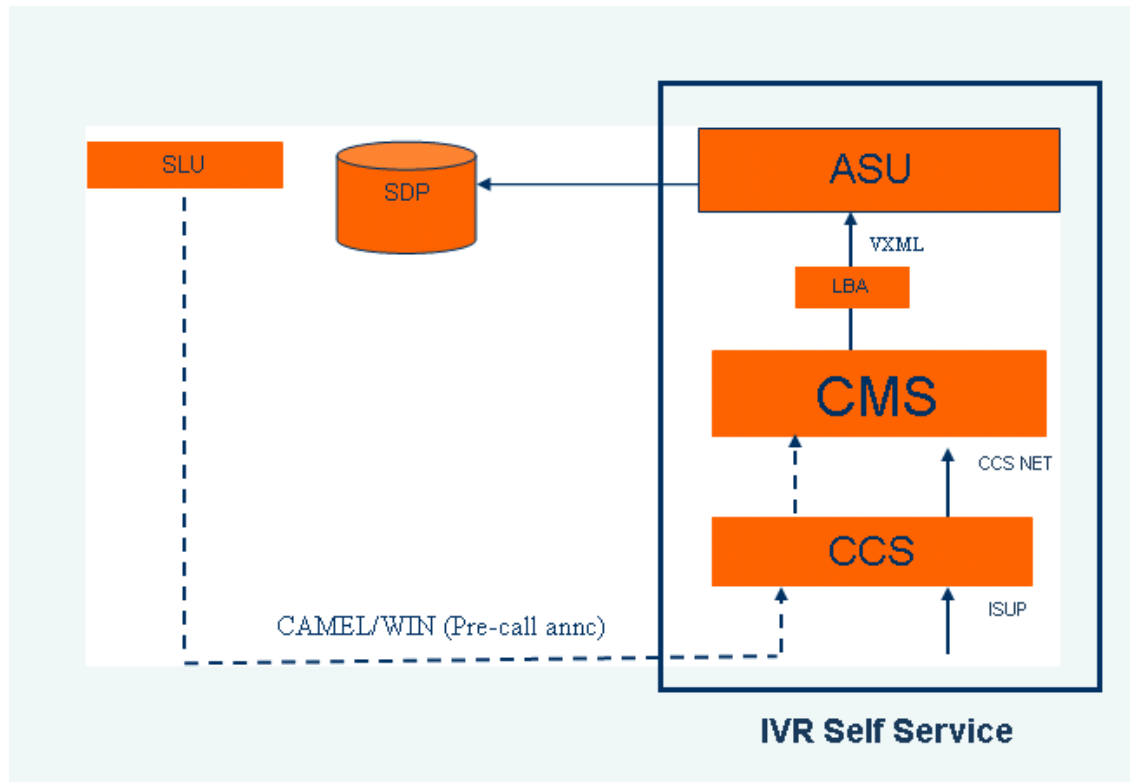 SLU
SDP
ASU
VXML
LBA
CMS
CCS NET
CCS
ISUP
CAMEL/WIN (Pre-call annc)
IVR Self Service